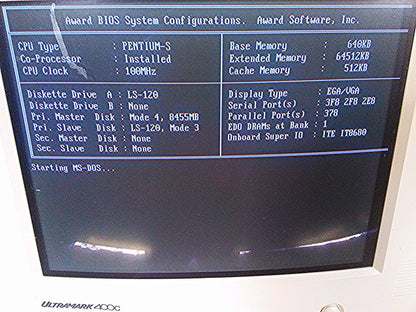 Award BIOS System Configurations. Award Software, Inc.
CPU Type : PENTIUM-S
Co-Processor : Installed
CPU Clock : 100MHz
Base Memory : 640KB
Extended Memory : 64512KB
Cache Memory : 512KB
Diskette Drive A : LS-120
Diskette Drive B : None
Pri. Master Disk : Mode 4, 8455MB
Pri. Slave Disk : LS-120, Mode 3
Sec. Master Disk : None
Sec. Slave Disk : None
Display Type : EGA/VGA
Serial Port(s) : 3F8 2F8 2E8
Parallel Port(s) : 378
EDO DRAMs at Bank : 1
Onboard Super IO : ITE IT8680
Starting MS-DOS...
ULTRAMARK 400C